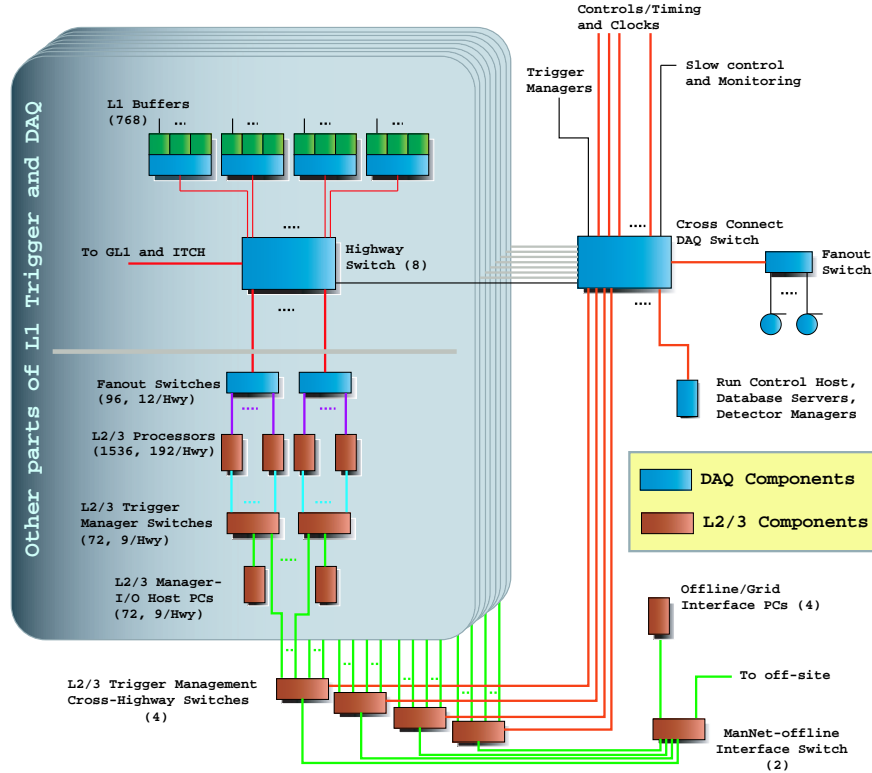 Controls/Timing
and Clocks
Trigger
Managers
Slow control
and Monitoring
Other parts of L1 Trigger and DAQ
L1 Buffers
(768)
To GL1 and ITCH
Highway
Switch (8)
Cross Connect
DAQ Switch
Fanout
Switch
Run Control Host,
Database Servers,
Detector Managers
Fanout Switches
(96, 12/Hwy)
L2/3 Processors
(1536, 192/Hwy)
L2/3 Trigger
Manager Switches
(72, 9/Hwy)
L2/3 Manager-
I/O Host PCs
(72, 9/Hwy)
DAQ Components
L2/3 Components
Offline/Grid
Interface PCs (4)
To off-site
L2/3 Trigger Management
Cross-Highway Switches
(4)
ManNet-offline
Interface Switch
(2)